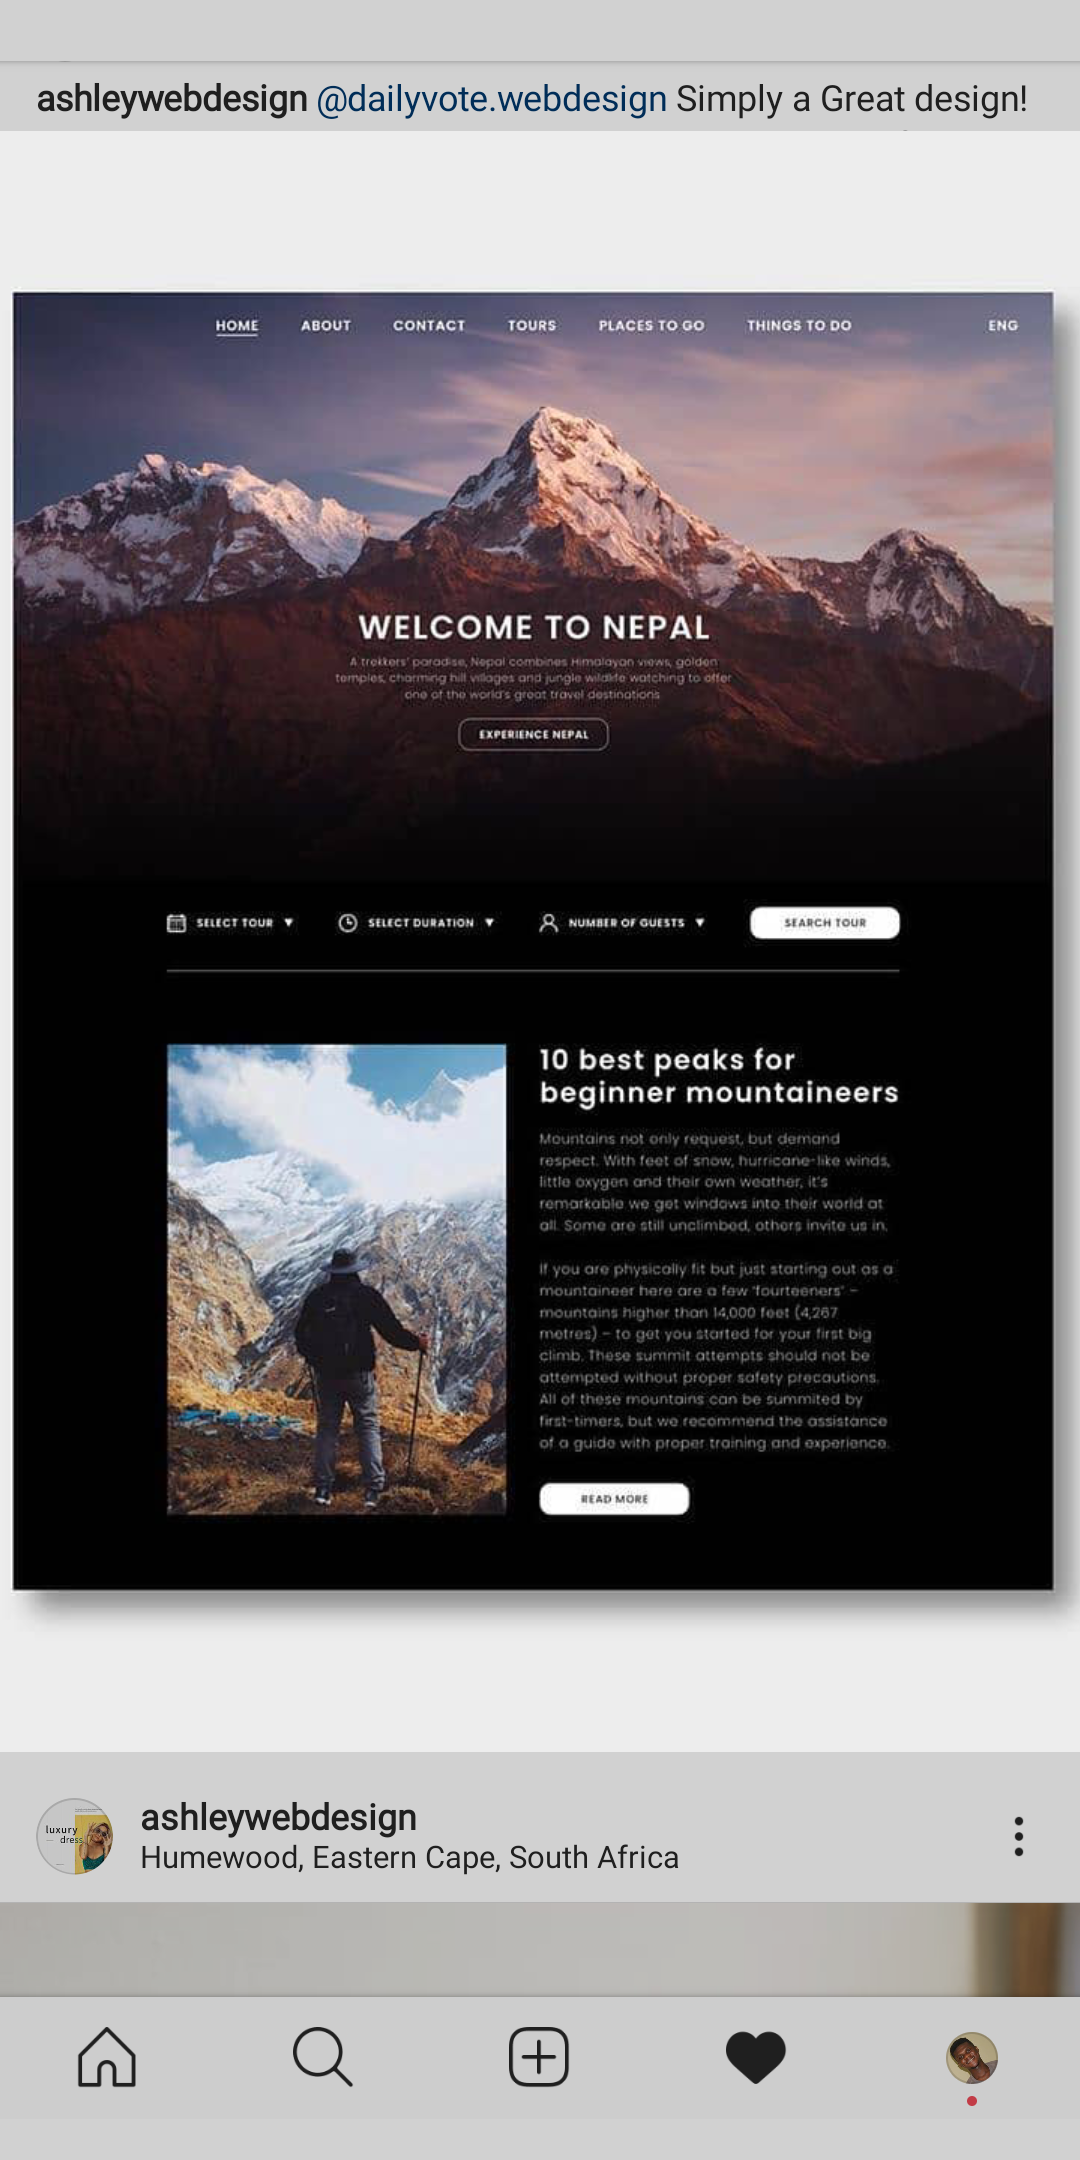 ashleywebdesign @dailyvote.webdesign Simply a Great design!
HOME ABOUT CONTACT TOURS PLACES TO GO THINGS TO DO ENG
WELCOME TO NEPAL
A trekkers' paradise, Nepal combines Himalayan views, golden
temples, charming hill villages and jungle wildlife watching to offer
one of the world's great travel destinations
EXPERIENCE NEPAL
SELECT TOUR SELECT DURATION NUMBER OF GUESTS SEARCH TOUR
10 best peaks for
beginner mountaineers
Mountains not only request, but demand
respect. With feet of snow, hurricane-like winds,
little oxygen and their own weather, it's
remarkable we get windows into their world at
all. Some are still unclimbed, others invite us in.
If you are physically fit but just starting out as a
mountaineer here are a few 'fourteeners' –
mountains higher than 14,000 feet (4,267
metres) – to get you started for your first big
climb. These summit attempts should not be
attempted without proper safety precautions.
All of these mountains can be summited by
first-timers, but we recommend the assistance
of a guide with proper training and experience.
READ MORE
luxury
dress
ashleywebdesign
Humewood, Eastern Cape, South Africa